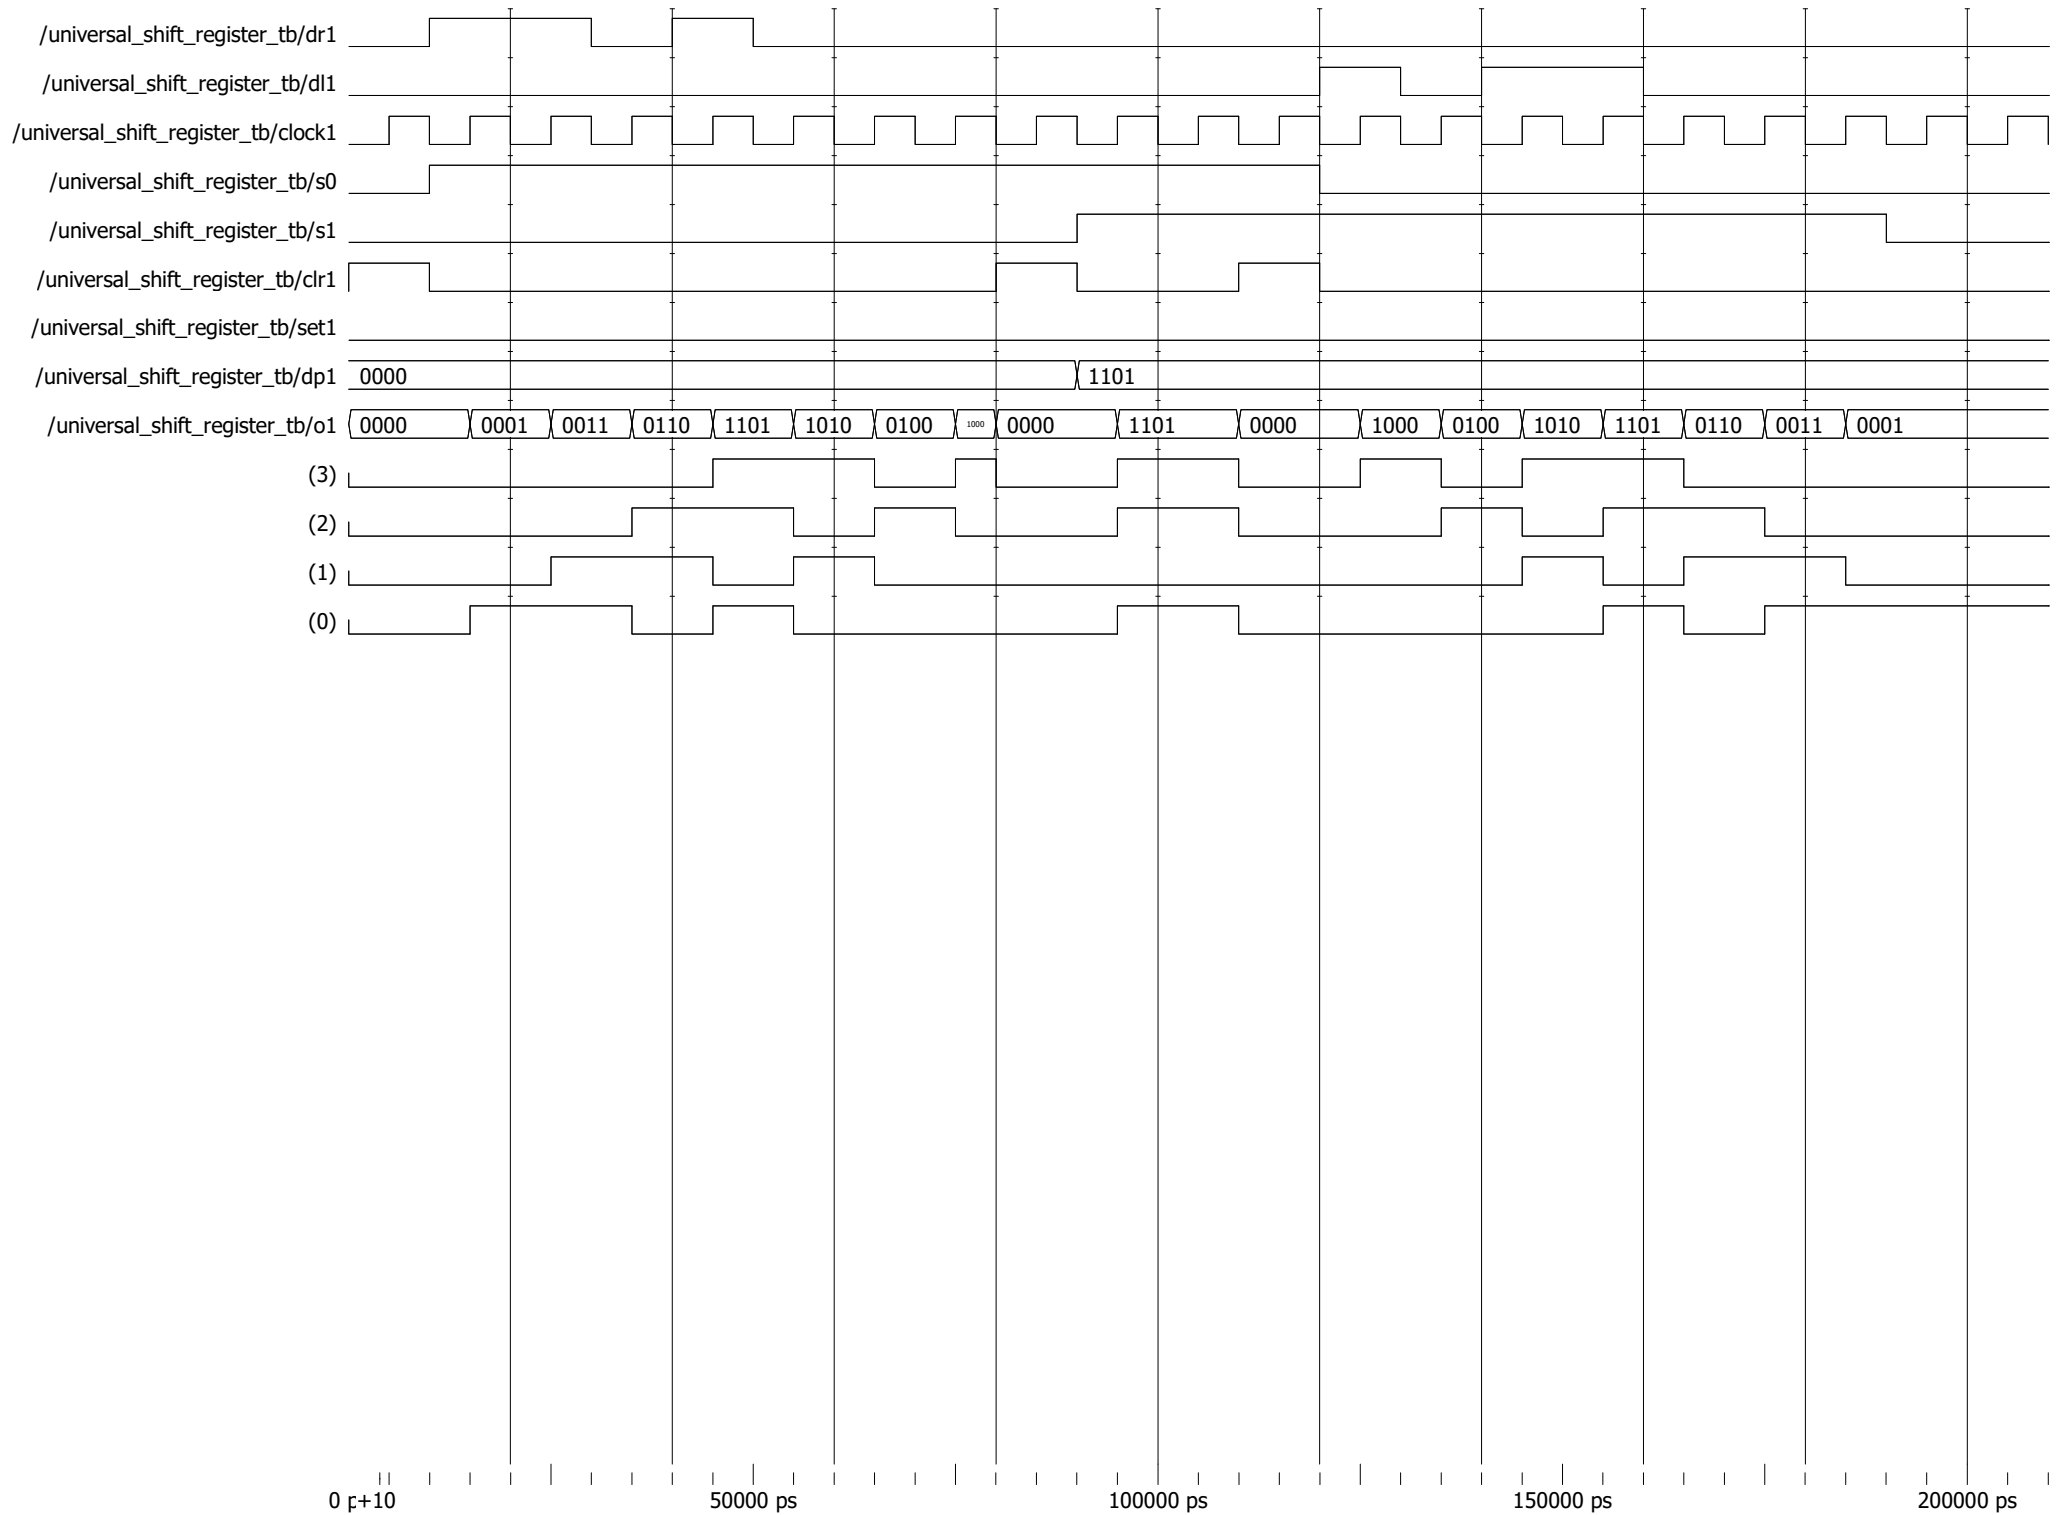 /universal_shift_register_tb/dr1
/universal_shift_register_tb/dl1
/universal_shift_register_tb/clock1
/universal_shift_register_tb/s0
/universal_shift_register_tb/s1
/universal_shift_register_tb/clr1
/universal_shift_register_tb/set1
/universal_shift_register_tb/dp1 0000 1101
/universal_shift_register_tb/o1 0000 0001 0011 0110 1101 1010 0100 1000 0000 1101 0000 1000 0100 1010 1101 0110 0011 0001
(3)
(2)
(1)
(0)
0 p+10 50000 ps 100000 ps 150000 ps 200000 ps